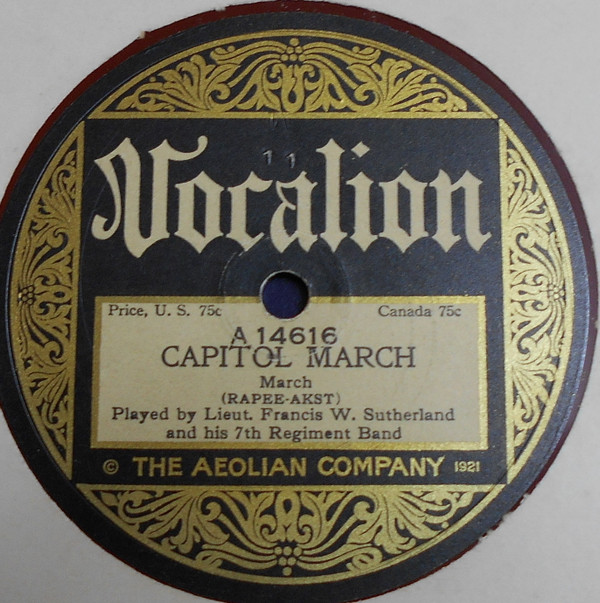 Vocalion
11
Price, U. S. 75c Canada 75c
A 14616
CAPITOL MARCH
March
(RAPEE-AKST)
Played by Lieut. Francis W. Sutherland
and his 7th Regiment Band
© THE AEOLIAN COMPANY 1921